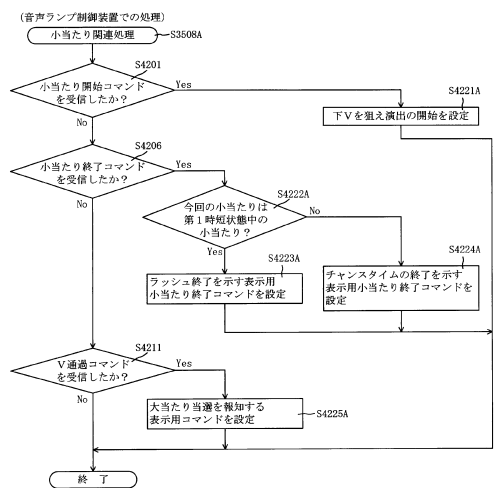 (音声ランプ制御装置での処理)
小当たり関連処理
S3508A
S4201
小当たり開始コマンド
を受信したか？
Yes
No
S4221A
下Vを狙え演出の開始を設定
S4206
小当たり終了コマンド
を受信したか？
Yes
No
S4222A
今回の小当たりは
第1時短状態中の
小当たり？
No
Yes
S4223A
ラッシュ終了を示す表示用
小当たり終了コマンドを設定
S4224A
チャンスタイムの終了を示す
表示用小当たり終了コマンドを
設定
S4211
V通過コマンド
を受信したか？
Yes
No
大当たり当選を報知する
表示用コマンドを設定
S4225A
終 了